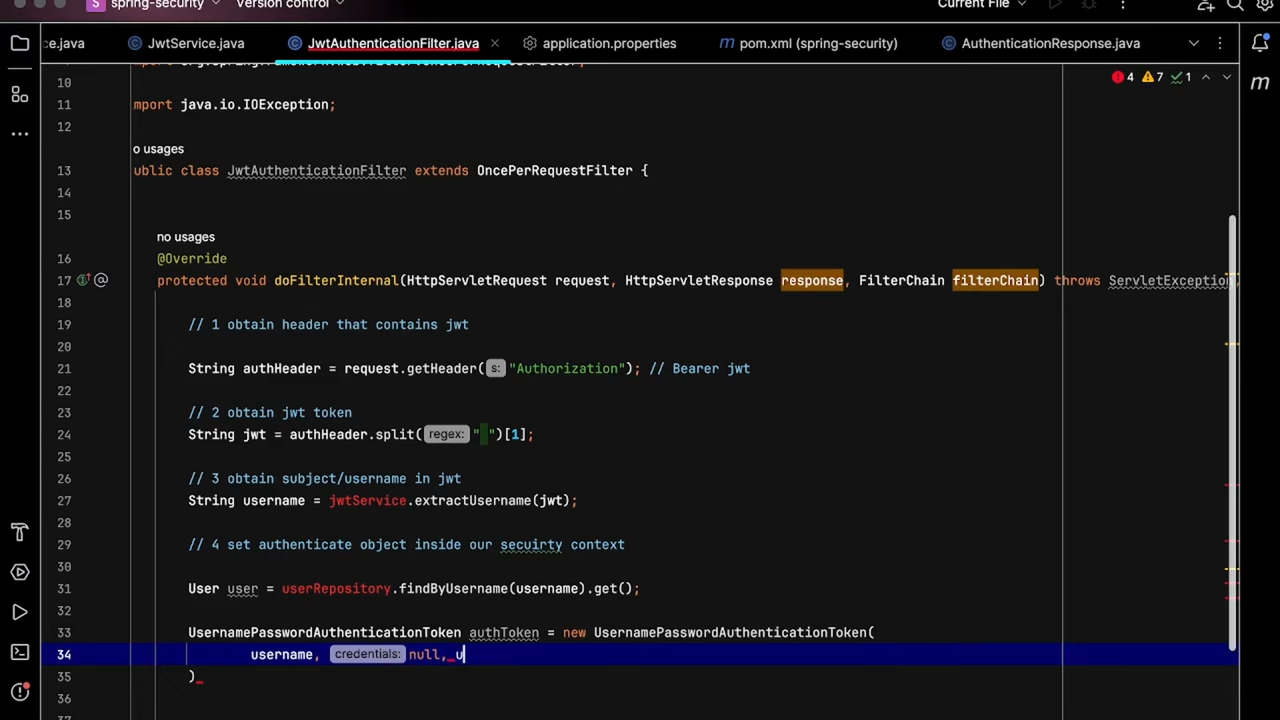 spring-security Version control Current File
ce.java JwtService.java JwtAuthenticationFilter.java application.properties pom.xml (spring-security) AuthenticationResponse.java
4 7 1
10
11 mport java.io.IOException;
12
o usages
13 ublic class JwtAuthenticationFilter extends OncePerRequestFilter {
14
15
no usages
16 @Override
17 protected void doFilterInternal(HttpServletRequest request, HttpServletResponse response, FilterChain filterChain) throws ServletException,
18
19 // 1 obtain header that contains jwt
20
21 String authHeader = request.getHeader( s: "Authorization"); // Bearer jwt
22
23 // 2 obtain jwt token
24 String jwt = authHeader.split( regex: " ")[1];
25
26 // 3 obtain subject/username in jwt
27 String username = jwtService.extractUsername(jwt);
28
29 // 4 set authenticate object inside our secuirty context
30
31 User user = userRepository.findByUsername(username).get();
32
33 UsernamePasswordAuthenticationToken authToken = new UsernamePasswordAuthenticationToken(
34 username, credentials: null, u
35 )
36